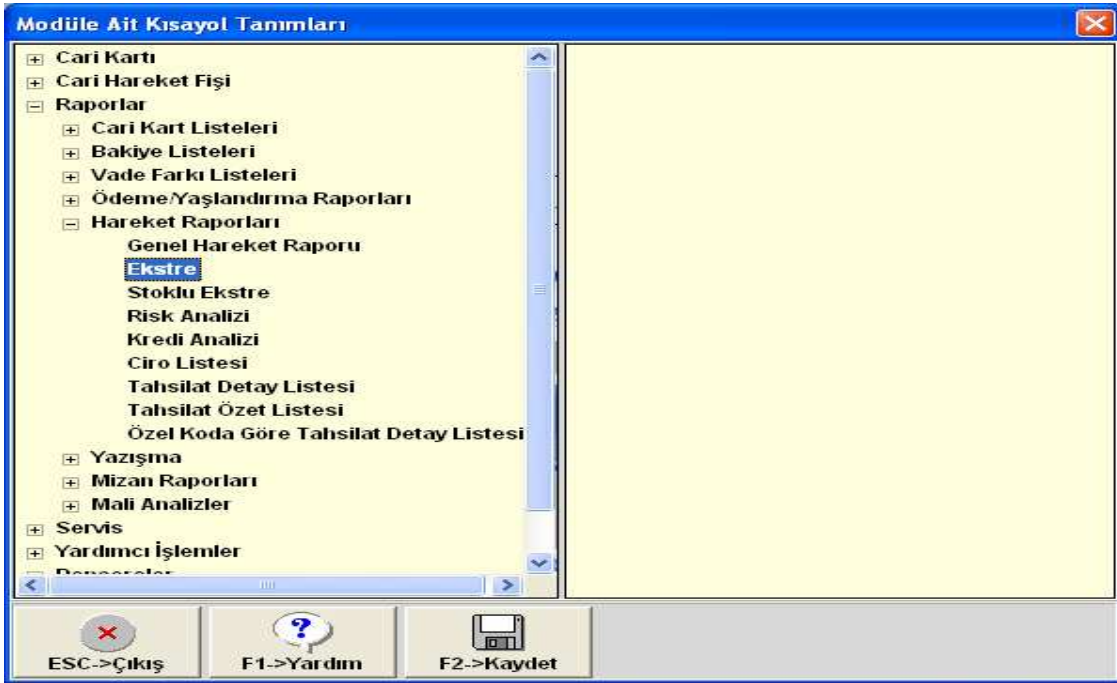 Modüle Ait Kısayol Tanımları
Cari Kartı
Cari Hareket Fişi
Raporlar
Cari Kart Listeleri
Bakiye Listeleri
Vade Farkı Listeleri
Ödeme/Yaşlandırma Raporları
Hareket Raporları
Genel Hareket Raporu
Ekstre
Stoklu Ekstre
Risk Analizi
Kredi Analizi
Ciro Listesi
Tahsilat Detay Listesi
Tahsilat Özet Listesi
Özel Koda Göre Tahsilat Detay Listesi
Yazışma
Mizan Raporları
Mali Analizler
Servis
Yardımcı İşlemler
ESC->Çıkış F1->Yardım F2->Kaydet